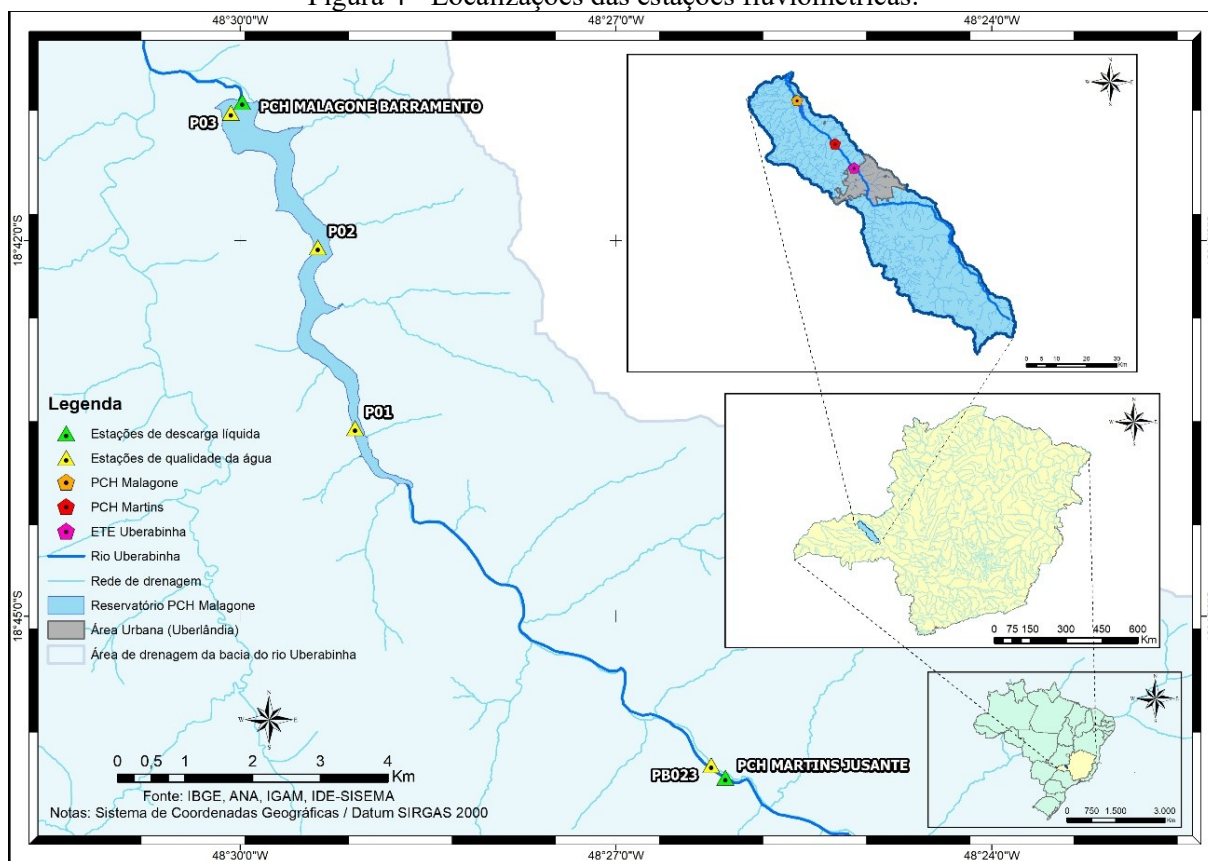 Figura 4 - Localizações das estações fluviométricas.
48°30'0"W
48°27'0"W
48°24'0"W
PCH MALAGONE BARRAMENTO
P03
P02
18°42'0"S
P01
0 5 10 20 30
Km
Legenda
Estações de descarga líquida
Estações de qualidade da água
PCH Malagone
PCH Martins
ETE Uberabinha
Rio Uberabinha
Rede de drenagem
Reservatório PCH Malagone
Área Urbana (Uberlândia)
Área de drenagem da bacia do rio Uberabinha
18°45'0"S
0 75 150 300 450 600
Km
N
W E
S
0 0,5 1 2 3 4
Km
PB023
PCH MARTINS JUSANTE
0 750 1.500 3.000
Km
Fonte: IBGE, ANA, IGAM, IDE-SISEMA
Notas: Sistema de Coordenadas Geográficas / Datum SIRGAS 2000
48°30'0"W
48°27'0"W
48°24'0"W